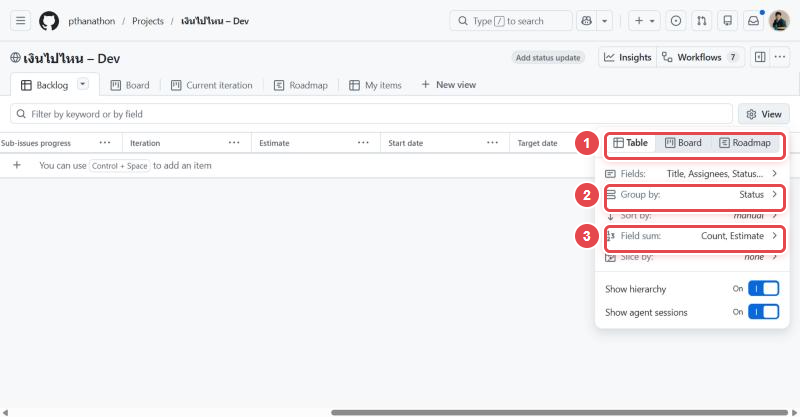 pthanathon / Projects / เงินไปไหน – Dev
Type / to search
เงินไปไหน – Dev
Add status update
Insights
Workflows 7
Backlog
Board
Current iteration
Roadmap
My items
+ New view
Filter by keyword or by field
View
Sub-issues progress
Iteration
Estimate
Start date
Target date
+ You can use Control + Space to add an item
1
Table
Board
Roadmap
Fields: Title, Assignees, Status...
2
Group by: Status
Sort by: manual
3
Field sum: Count, Estimate
Slice by: none
Show hierarchy On
Show agent sessions On